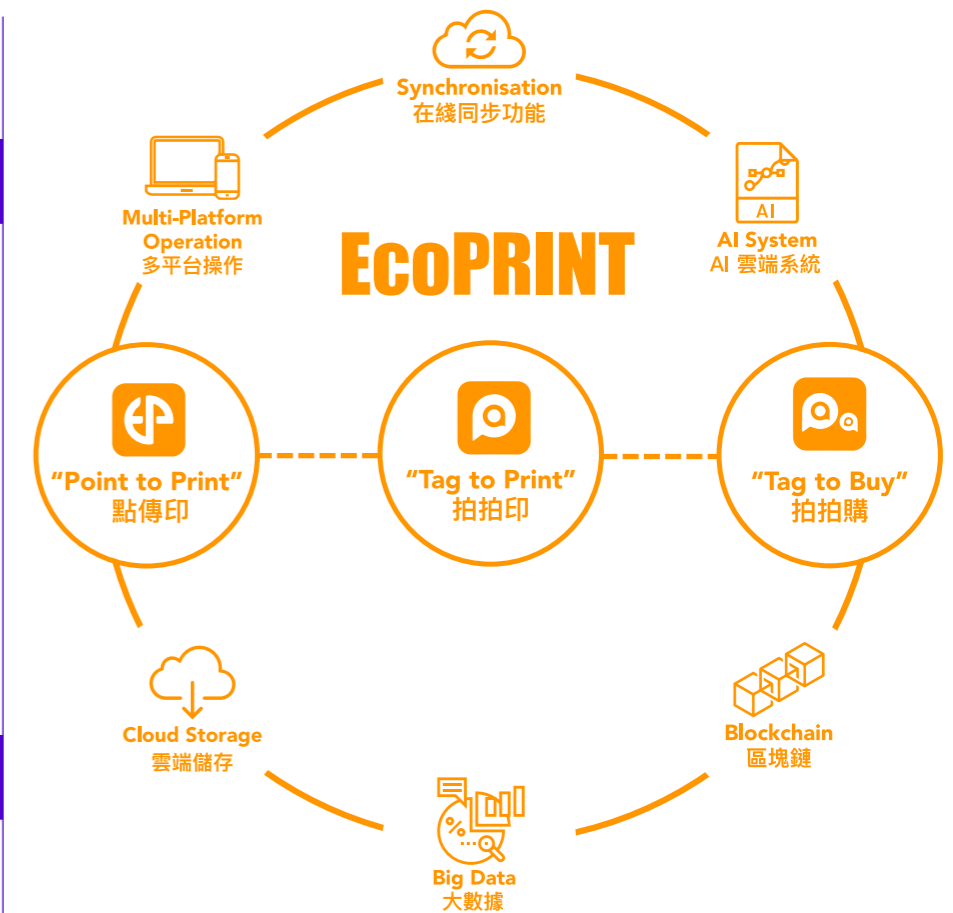 Synchronisation
在綫同步功能
Multi-Platform
Operation
多平台操作
AI
AI System
AI 雲端系統
EcoPRINT
EP
"Point to Print"
點傳印
"Tag to Print"
拍拍印
"Tag to Buy"
拍拍購
Cloud Storage
雲端儲存
Blockchain
區塊鏈
%
Big Data
大數據